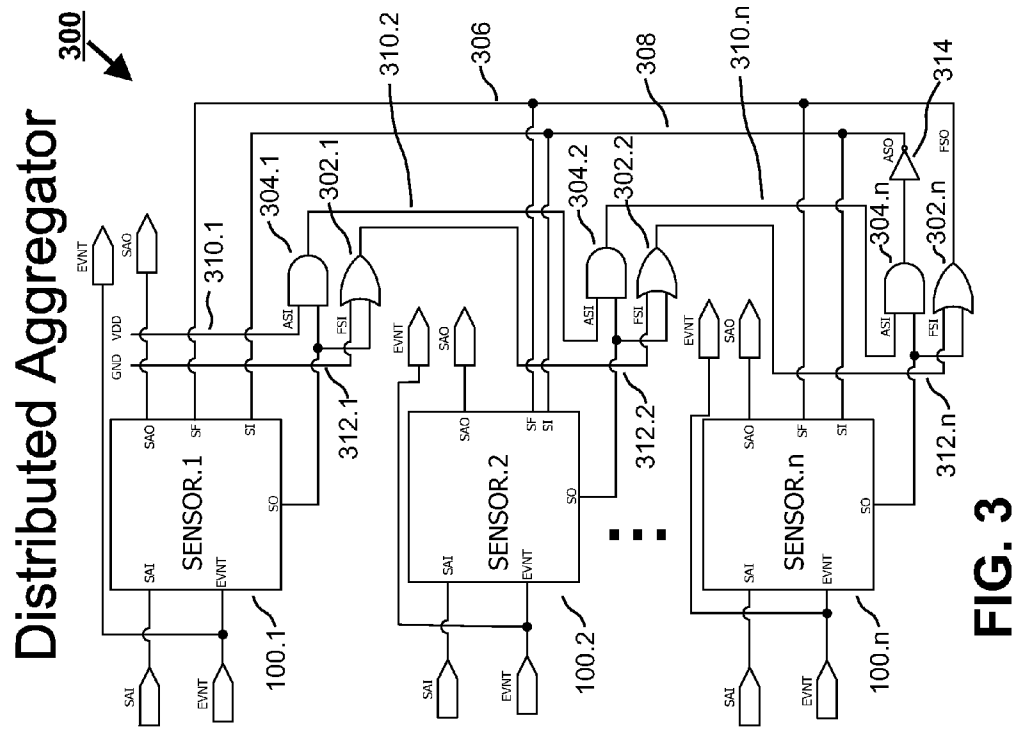 Distributed Aggregator
300
SAI
EVNT
100.1
SAI
EVNT
SENSOR.1
SO
SAO
SF
SI
GND
VDD
EVNT
SAO
310.1
312.1
ASI
FSI
304.1
302.1
310.2
306
SAI
EVNT
100.2
EVNT
SENSOR.2
SO
SAO
SF
SI
EVNT
SAO
312.2
ASI
FSI
304.2
302.2
308
310.n
SAI
EVNT
100.n
SAI
EVNT
SENSOR.n
SO
SAO
SF
SI
EVNT
SAO
312.n
ASI
FSI
304.n
302.n
ASO
FSO
314
FIG. 3